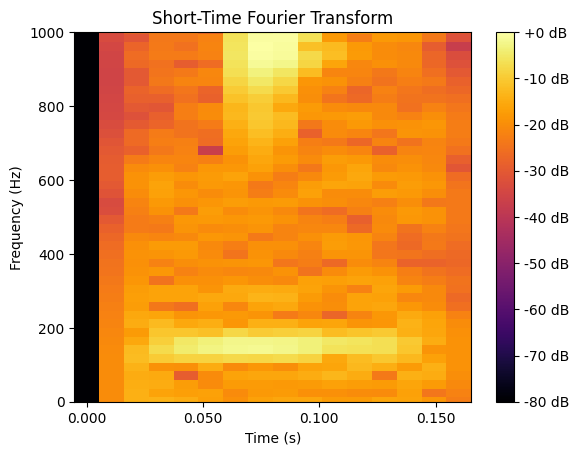 Short-Time Fourier Transform
1000
800
600
400
200
0
Frequency (Hz)
0.000
0.050
0.100
0.150
Time (s)
+0 dB
-10 dB
-20 dB
-30 dB
-40 dB
-50 dB
-60 dB
-70 dB
-80 dB